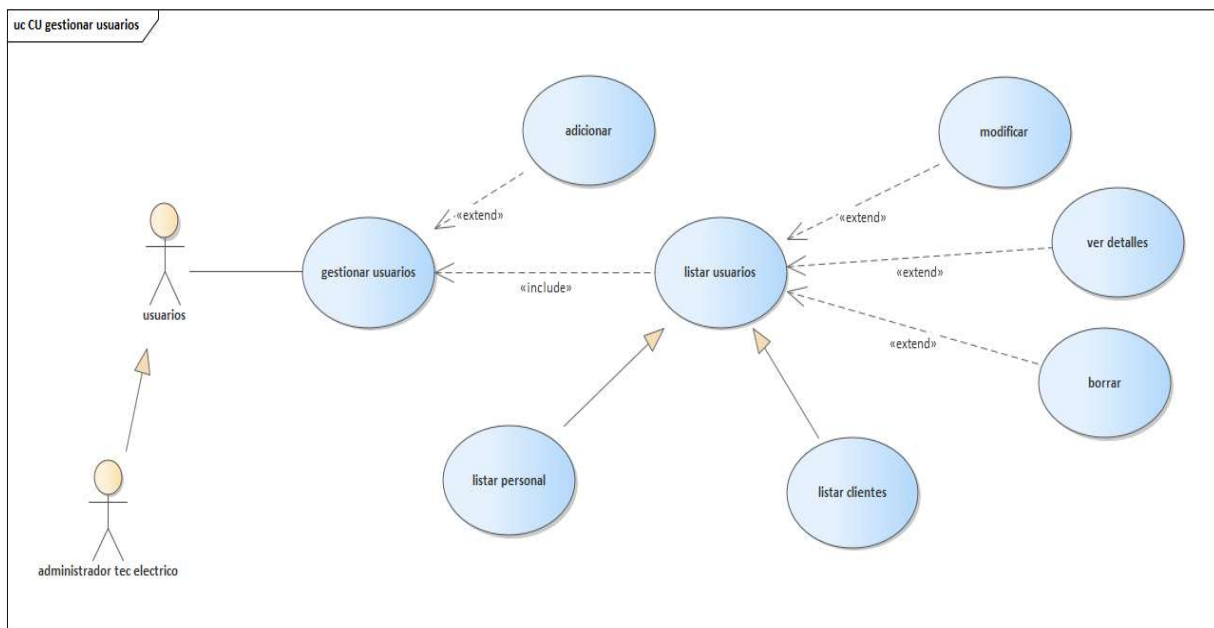 uc CU gestionar usuarios
adicionar
modificar
«extend»
«extend»
ver detalles
usuarios
gestionar usuarios
«include»
listar usuarios
«extend»
«extend»
borrar
listar personal
listar clientes
administrador tec electrico